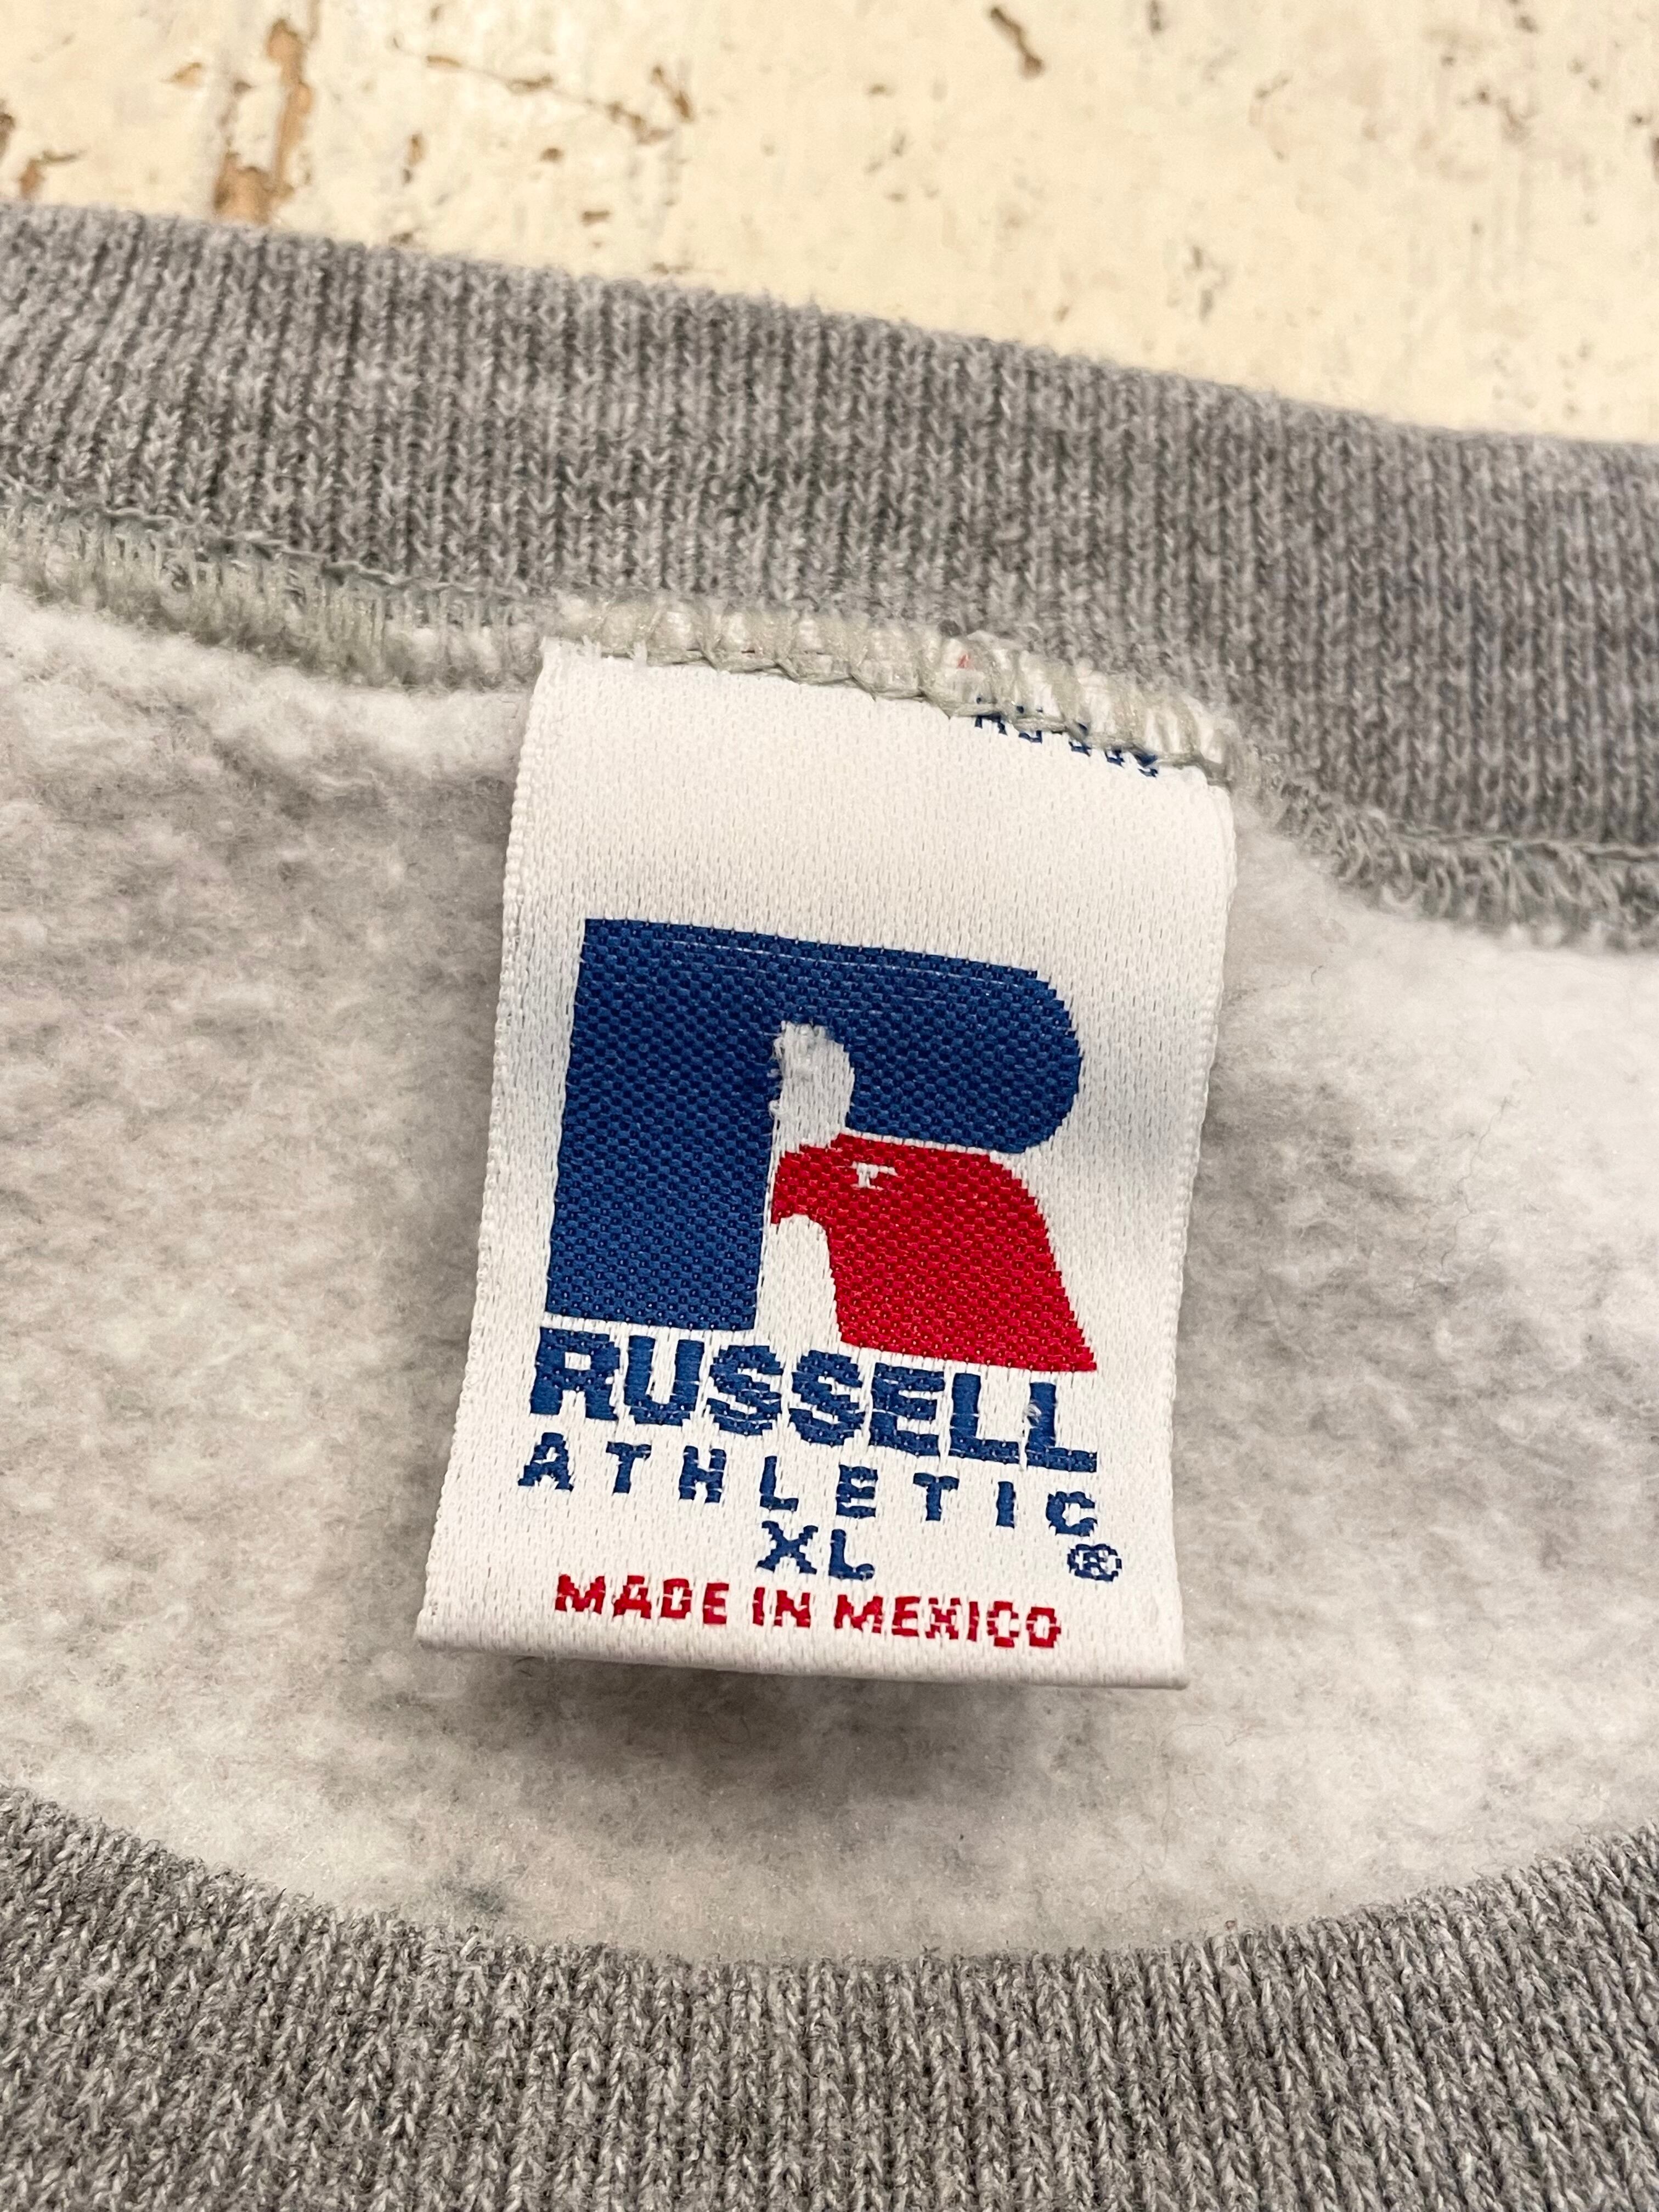 RUSSELL
ATHLETIC
XL ®
MADE IN MEXICO